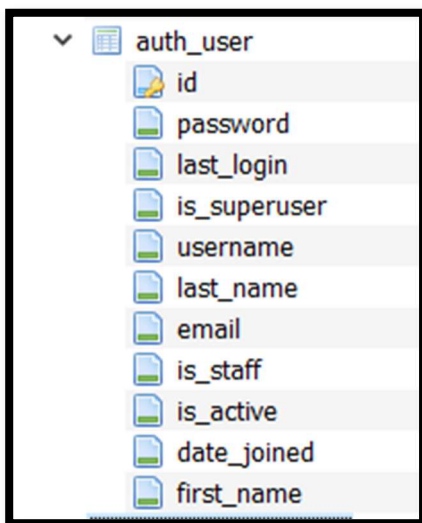 auth_user
id
password
last_login
is_superuser
username
last_name
email
is_staff
is_active
date_joined
first_name